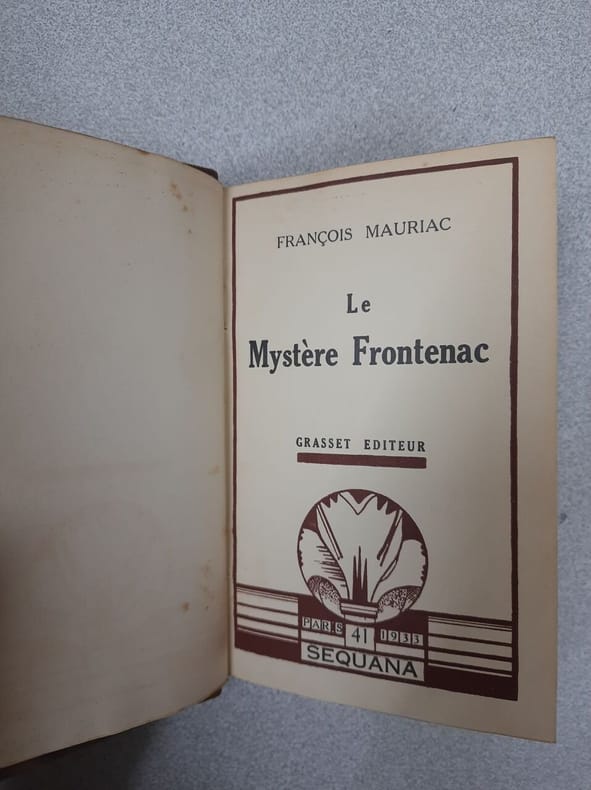 FRANÇOIS MAURIAC
Le
Mystère Frontenac
GRASSET EDITEUR
PARIS 41 1933
SEQUANA